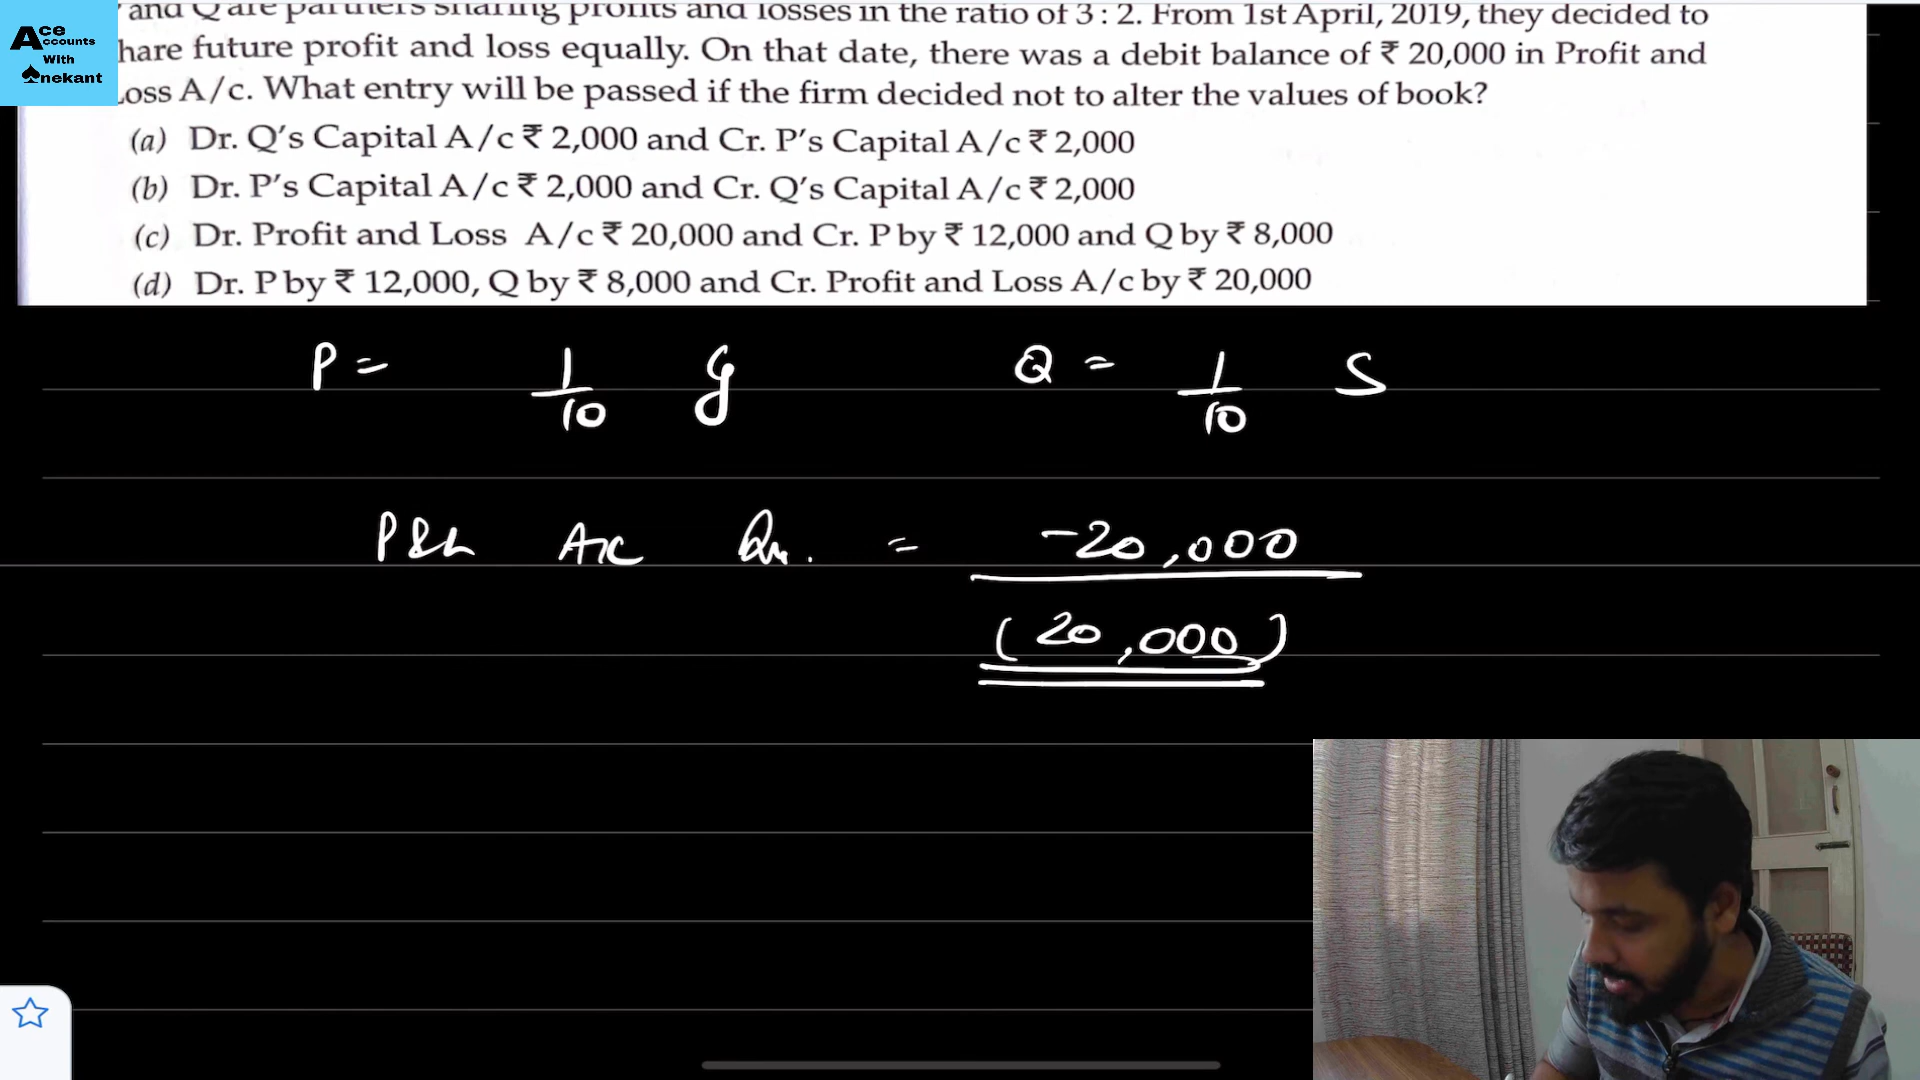 Ace
Accounts
With
Anekant
and Q are partners sharing profits and losses in the ratio of 3 : 2. From 1st April, 2019, they decided to
hare future profit and loss equally. On that date, there was a debit balance of ₹ 20,000 in Profit and
Loss A/c. What entry will be passed if the firm decided not to alter the values of book?
(a) Dr. Q's Capital A/c ₹ 2,000 and Cr. P's Capital A/c ₹ 2,000
(b) Dr. P's Capital A/c ₹ 2,000 and Cr. Q's Capital A/c ₹ 2,000
(c) Dr. Profit and Loss A/c ₹ 20,000 and Cr. P by ₹ 12,000 and Q by ₹ 8,000
(d) Dr. P by ₹ 12,000, Q by ₹ 8,000 and Cr. Profit and Loss A/c by ₹ 20,000
P = 1/10 g Q = 1/10 S
P&L A/C Dr. = -20,000
(20,000)